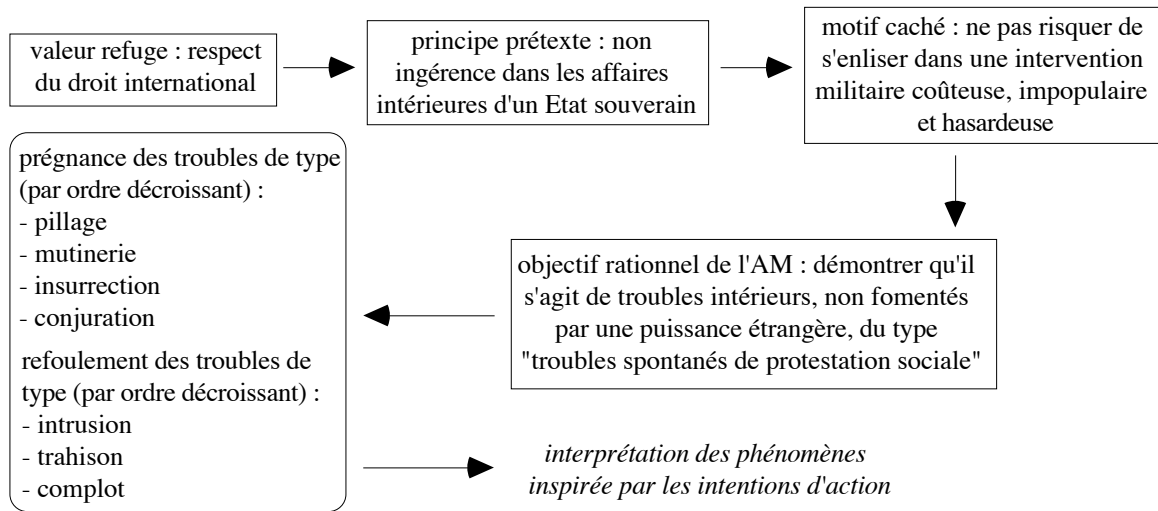 valeur refuge : respect
du droit international
principe prétexte : non
ingérence dans les affaires
intérieures d'un Etat souverain
motif caché : ne pas risquer de
s'enliser dans une intervention
militaire coûteuse, impopulaire
et hasardeuse
objectif rationnel de l'AM : démontrer qu'il
s'agit de troubles intérieurs, non fomentés
par une puissance étrangère, du type
"troubles spontanés de protestation sociale"
prégnance des troubles de type
(par ordre décroissant) :
- pillage
- mutinerie
- insurrection
- conjuration
refoulement des troubles de
type (par ordre décroissant) :
- intrusion
- trahison
- complot
interprétation des phénomènes
inspirée par les intentions d'action